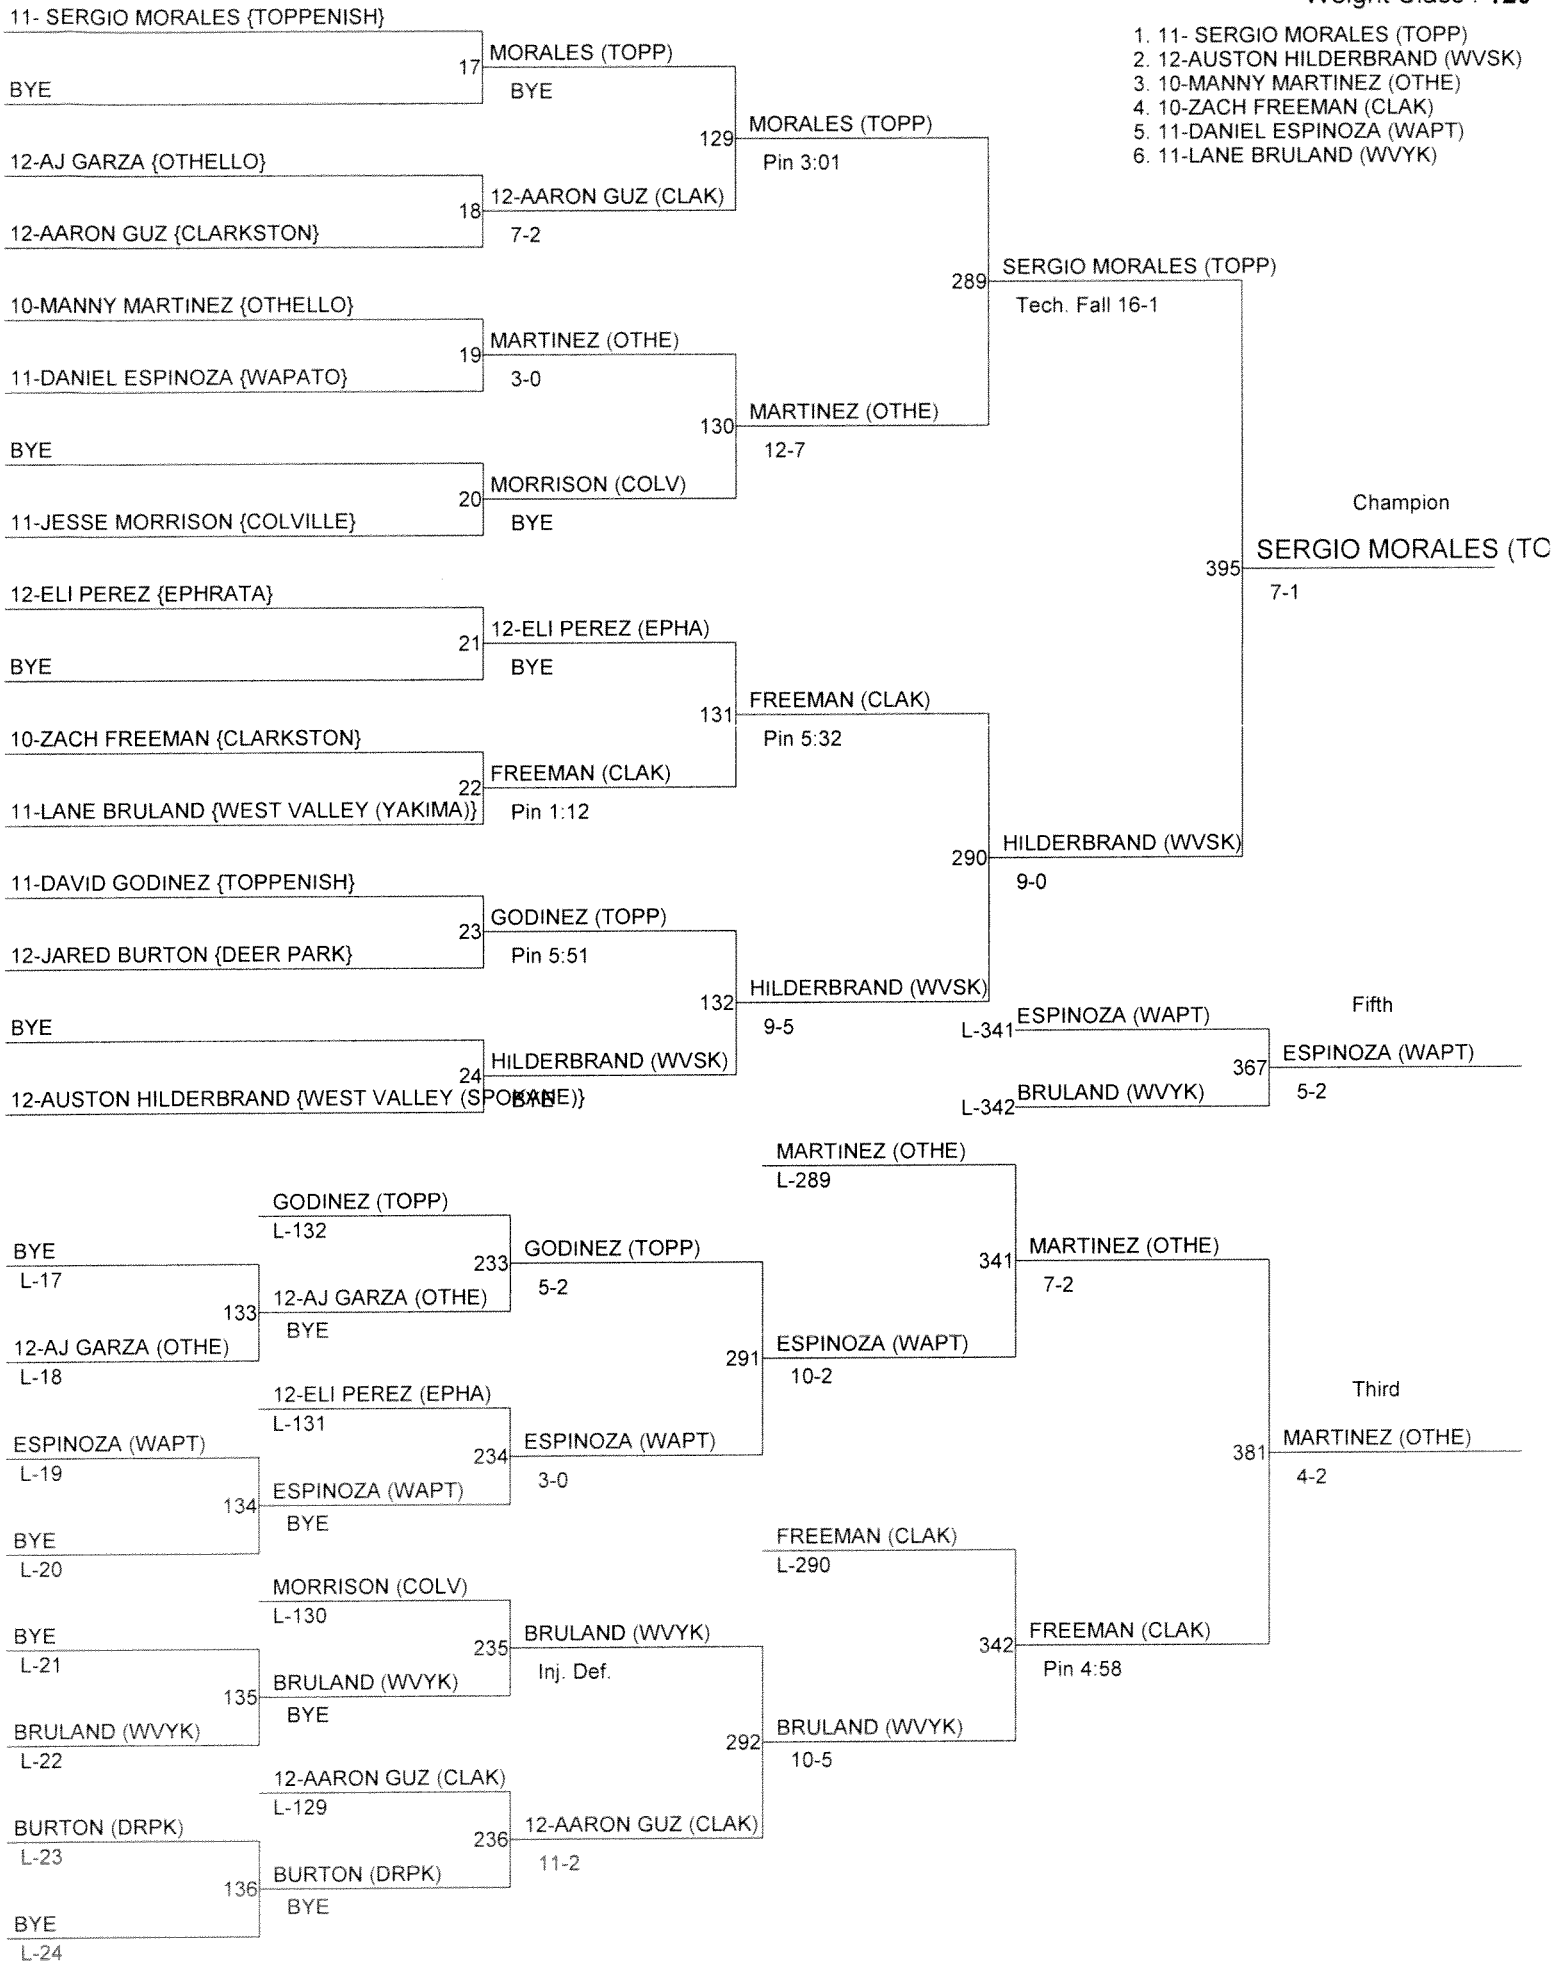 11- SERGIO MORALES {TOPPENISH}
17
MORALES (TOPP)
BYE
BYE
129
MORALES (TOPP)
Pin 3:01
12-AJ GARZA {OTHELLO}
18
12-AARON GUZ (CLAK)
12-AARON GUZ {CLARKSTON}
7-2
289
SERGIO MORALES (TOPP)
Tech. Fall 16-1
10-MANNY MARTINEZ {OTHELLO}
19
MARTINEZ (OTHE)
11-DANIEL ESPINOZA {WAPATO}
3-0
130
MARTINEZ (OTHE)
12-7
BYE
20
MORRISON (COLV)
11-JESSE MORRISON {COLVILLE}
BYE
1. 11- SERGIO MORALES (TOPP)
2. 12-AUSTON HILDERBRAND (WVSK)
3. 10-MANNY MARTINEZ (OTHE)
4. 10-ZACH FREEMAN (CLAK)
5. 11-DANIEL ESPINOZA (WAPT)
6. 11-LANE BRULAND (WVYK)
Champion
395
SERGIO MORALES (TO
7-1
12-ELI PEREZ {EPHRATA}
21
12-ELI PEREZ (EPHA)
BYE
BYE
131
FREEMAN (CLAK)
Pin 5:32
10-ZACH FREEMAN {CLARKSTON}
22
FREEMAN (CLAK)
11-LANE BRULAND {WEST VALLEY (YAKIMA)}
Pin 1:12
290
HILDERBRAND (WVSK)
9-0
11-DAVID GODINEZ {TOPPENISH}
23
GODINEZ (TOPP)
12-JARED BURTON {DEER PARK}
Pin 5:51
132
HILDERBRAND (WVSK)
9-5
BYE
24
HILDERBRAND (WVSK)
12-AUSTON HILDERBRAND {WEST VALLEY (SPOKANE)}
BYE
Fifth
L-341
ESPINOZA (WAPT)
367
ESPINOZA (WAPT)
5-2
L-342
BRULAND (WVYK)
MARTINEZ (OTHE)
L-289
GODINEZ (TOPP)
L-132
BYE
L-17
133
12-AJ GARZA (OTHE)
BYE
12-AJ GARZA (OTHE)
L-18
233
GODINEZ (TOPP)
5-2
341
MARTINEZ (OTHE)
7-2
291
ESPINOZA (WAPT)
10-2
12-ELI PEREZ (EPHA)
L-131
ESPINOZA (WAPT)
L-19
134
ESPINOZA (WAPT)
BYE
BYE
L-20
234
ESPINOZA (WAPT)
3-0
Third
381
MARTINEZ (OTHE)
4-2
FREEMAN (CLAK)
L-290
MORRISON (COLV)
L-130
BYE
L-21
135
BRULAND (WVYK)
BYE
BRULAND (WVYK)
L-22
235
BRULAND (WVYK)
Inj. Def.
342
FREEMAN (CLAK)
Pin 4:58
292
BRULAND (WVYK)
10-5
12-AARON GUZ (CLAK)
L-129
BURTON (DRPK)
L-23
136
BURTON (DRPK)
BYE
BYE
L-24
236
12-AARON GUZ (CLAK)
11-2